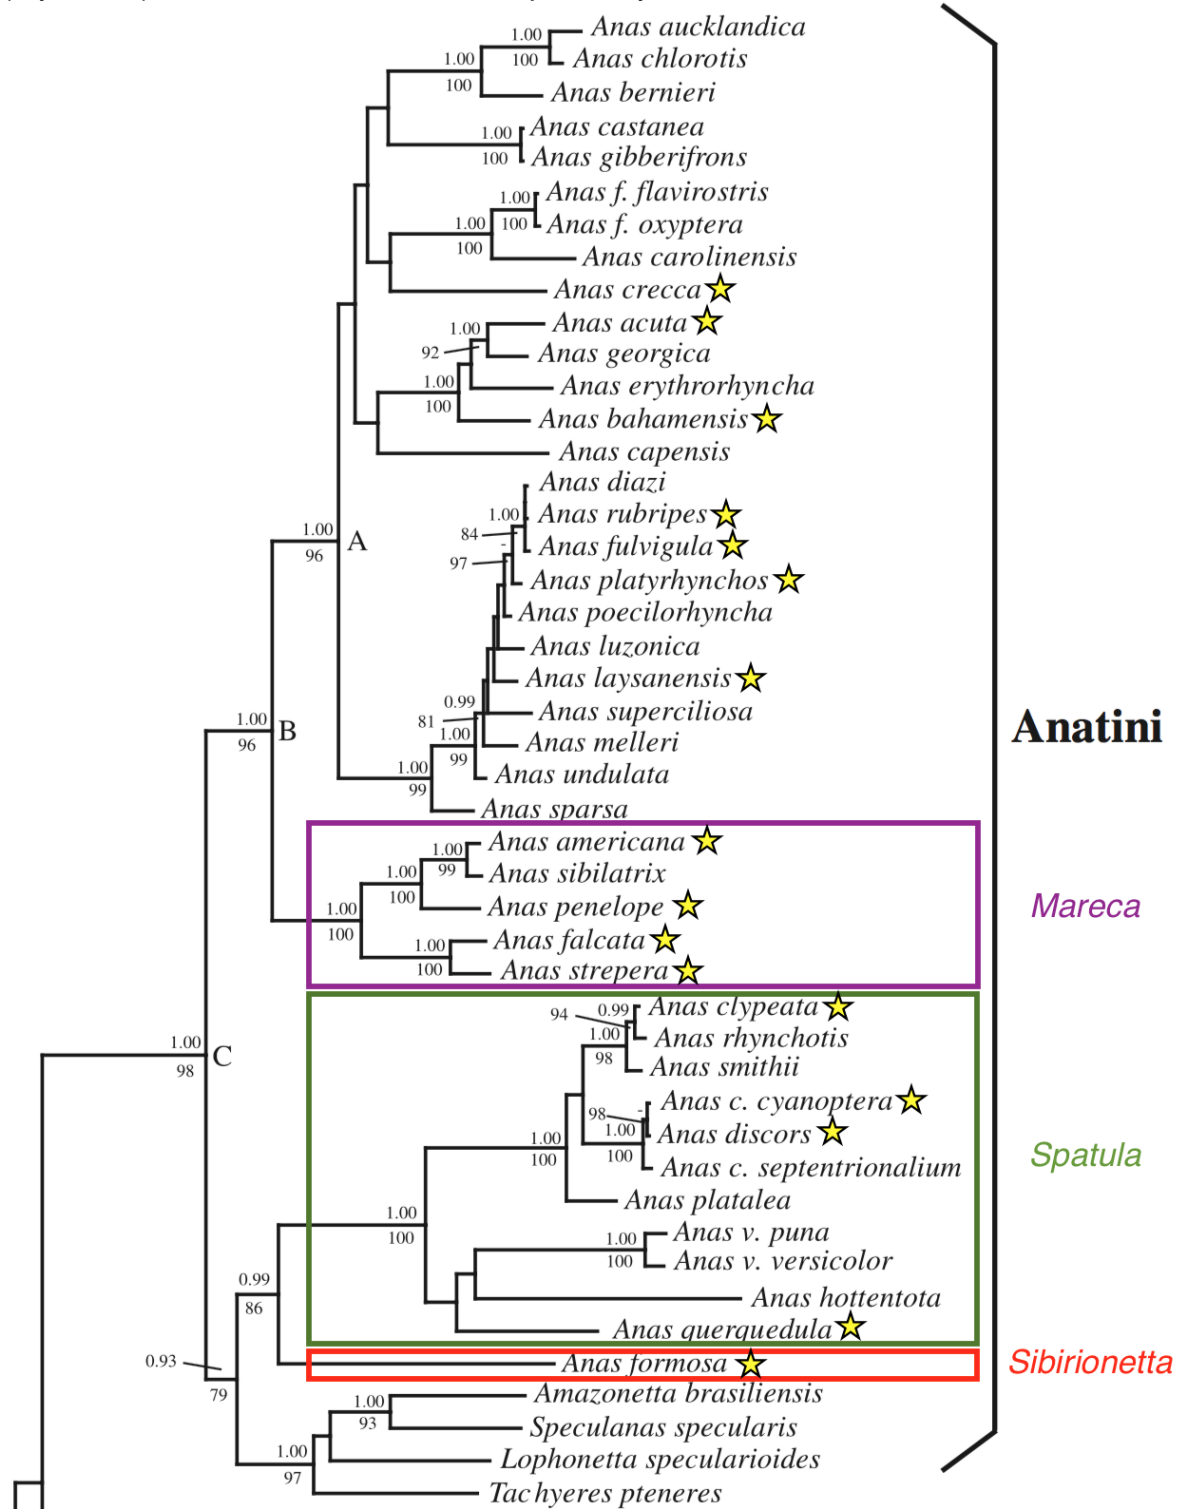 1.00
Anas aucklandica
100
Anas chlorotis
1.00
100
Anas bernieri
1.00
Anas castanea
100
Anas gibberifrons
1.00
Anas f. flavirostris
100
Anas f. oxyptera
1.00
100
Anas carolinensis
Anas crecca
1.00
Anas acuta
92
Anas georgica
1.00
Anas erythrorhyncha
100
Anas bahamensis
Anas capensis
Anas diazi
1.00
Anas rubripes
84
-
Anas fulvigula
97
Anas platyrhynchos
Anas poecilorhyncha
1.00
A
96
Anas luzonica
Anas laysanensis
0.99
81
Anas superciliosa
1.00
99
Anas melleri
1.00
99
Anas undulata
Anas sparsa
1.00
B
96
Anatini
1.00
Anas americana
99
Anas sibilatrix
1.00
100
Anas penelope
1.00
100
Mareca
1.00
Anas falcata
100
Anas strepera
0.99
Anas clypeata
94
1.00
Anas rhynchotis
98
Anas smithii
1.00
C
98
Anas c. cyanoptera
98
-
1.00
Anas discors
100
Anas c. septentrionalium
1.00
100
Spatula
Anas platalea
1.00
100
1.00
Anas v. puna
100
Anas v. versicolor
Anas hottentota
0.99
86
Anas querquedula
0.93
79
Anas formosa
Sibirionetta
1.00
Amazonetta brasiliensis
93
Speculanas specularis
1.00
97
Lophonetta specularioides
Tachyeres pteneres